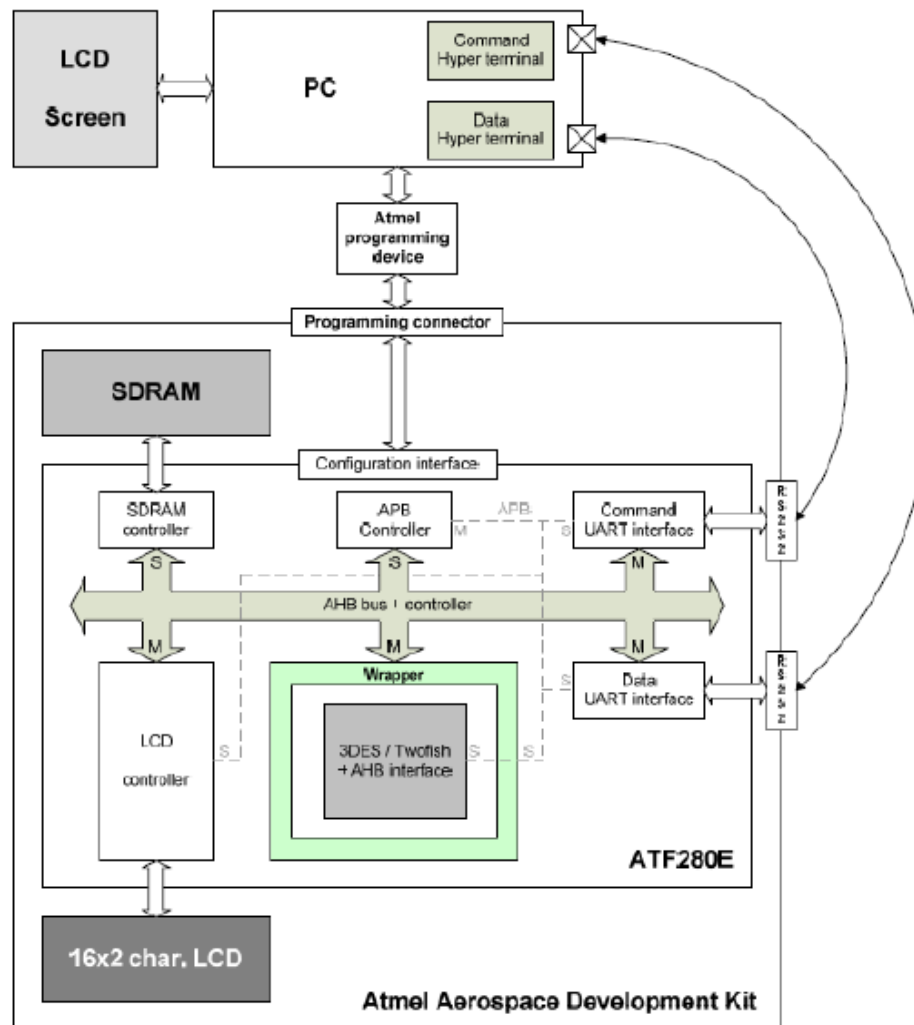 LCD
Screen
PC
Command
Hyper terminal
Data
Hyper terminal
Atmel
programming
device
Programming connector
SDRAM
Configuration interface
SDRAM
controller
APB
Controller
M
APB
S
Command
UART interface
RS232
S
S
M
AHB bus + controller
M
M
M
LCD
controller
S
Wrapper
3DES / Twofish
+ AHB interface
S
S
S
Data
UART interface
RS232
ATF280E
16x2 char. LCD
Atmel Aerospace Development Kit